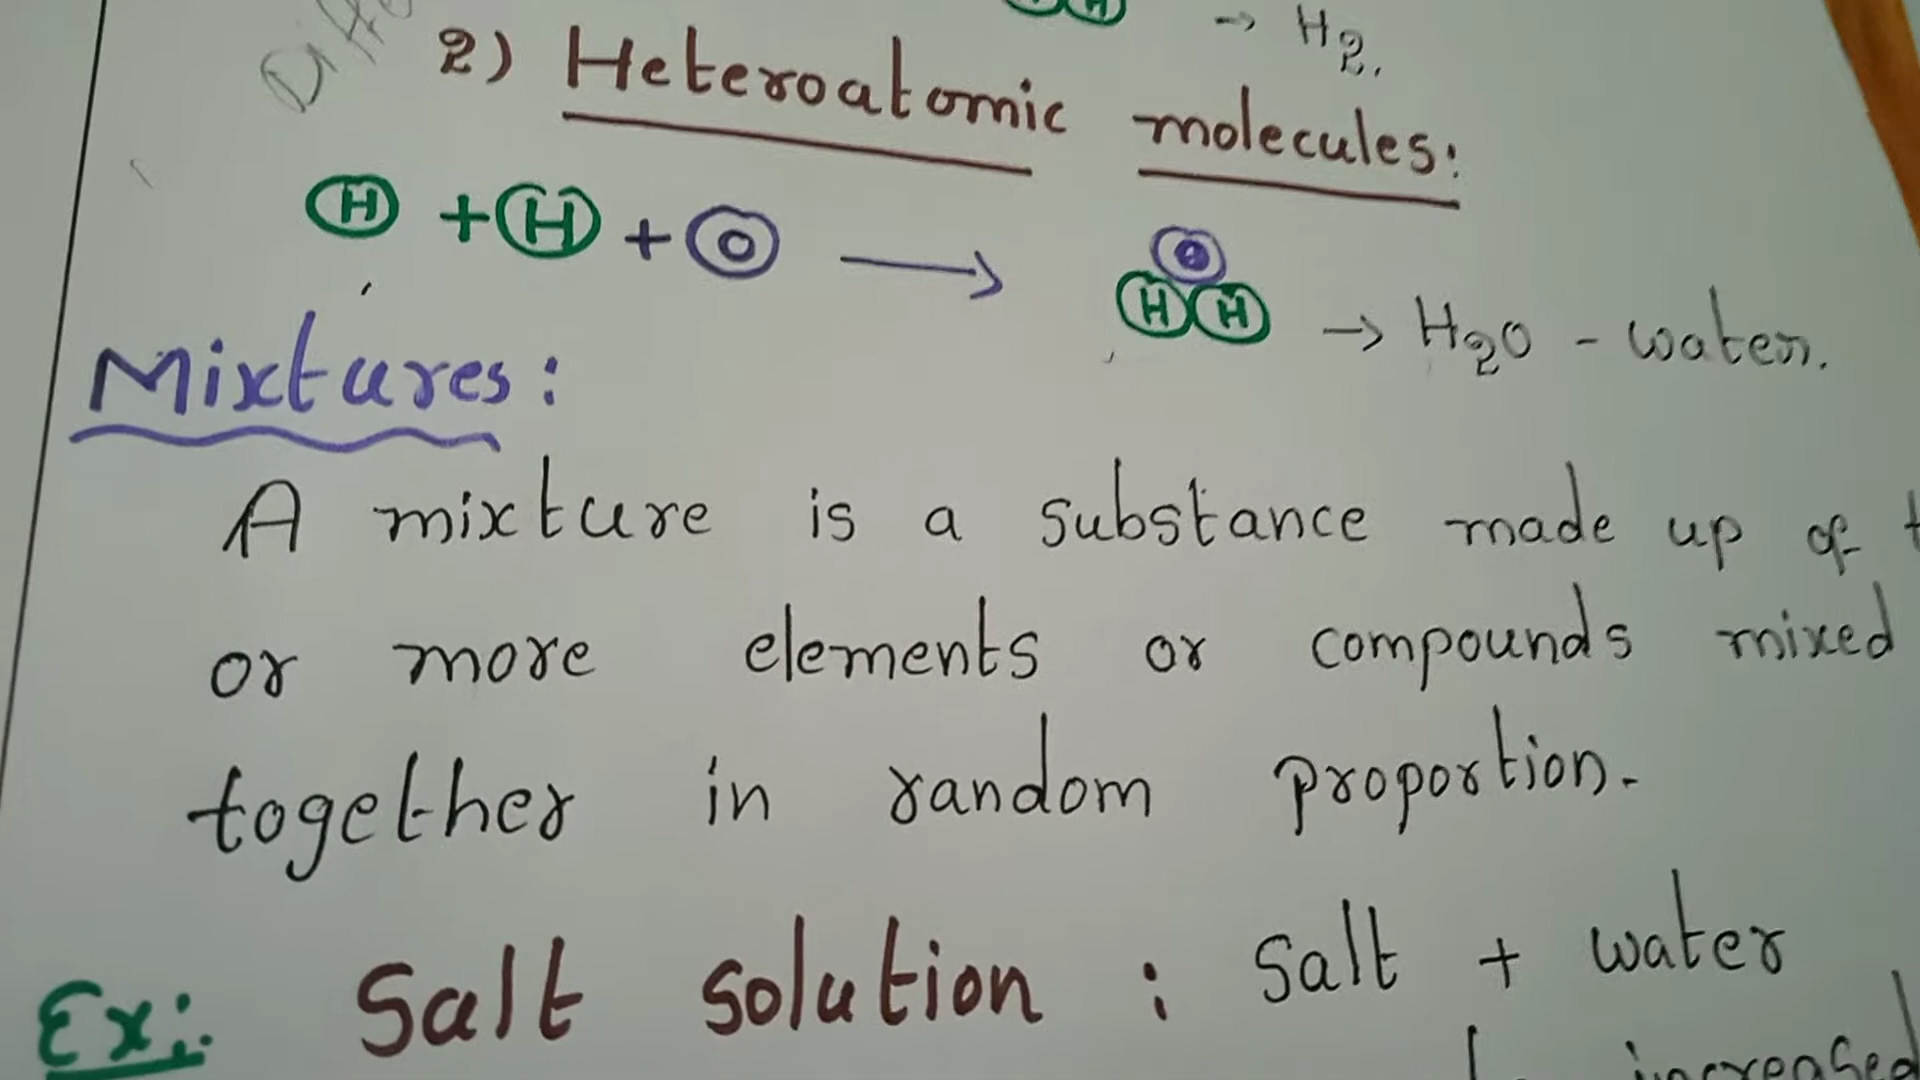 H → H2.
2) Heteroatomic molecules:
H + H + O → O H H → H2O - water.
Mixtures:
A mixture is a substance made up of
or more elements or compounds mixed
together in random proportion.
Ex:. Salt solution : Salt + water
increased